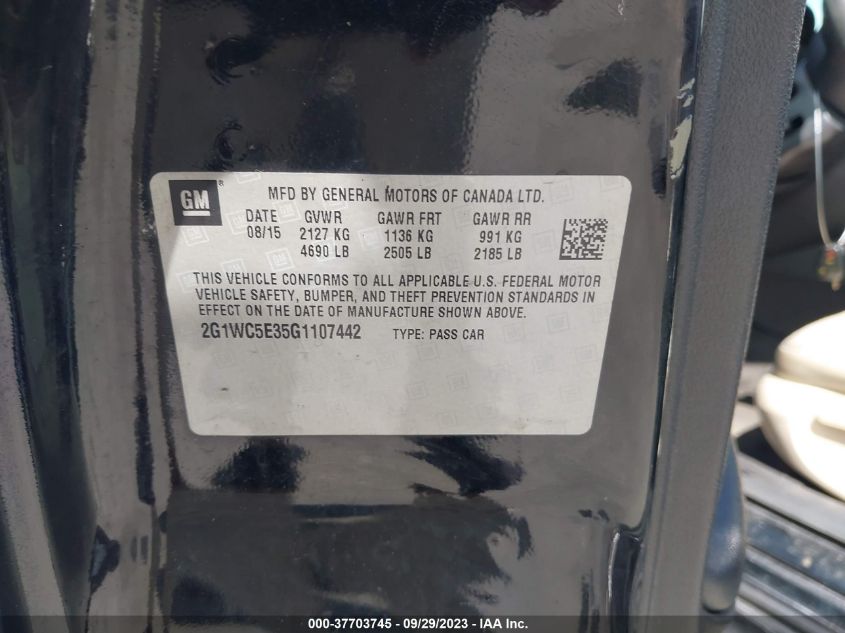 GM ®
MFD BY GENERAL MOTORS OF CANADA LTD.
DATE GVWR GAWR FRT GAWR RR
08/15 2127 KG 1136 KG 991 KG
4690 LB 2505 LB 2185 LB
THIS VEHICLE CONFORMS TO ALL APPLICABLE U.S. FEDERAL MOTOR
VEHICLE SAFETY, BUMPER, AND THEFT PREVENTION STANDARDS IN
EFFECT ON THE DATE OF MANUFACTURE SHOWN ABOVE.
2G1WC5E35G1107442 TYPE: PASS CAR
000-37703745 - 09/29/2023 - IAA Inc.